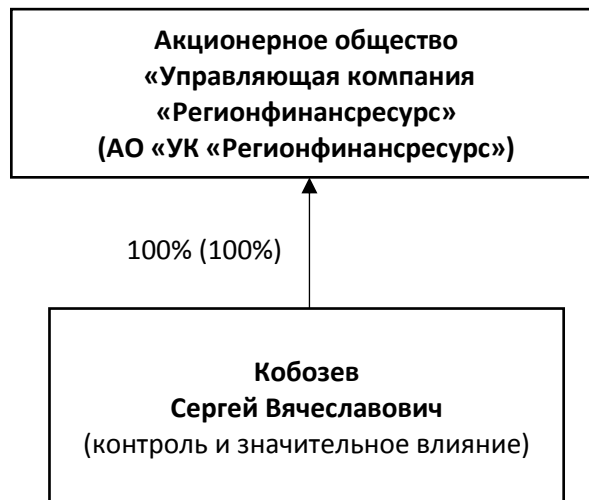 Акционерное общество
«Управляющая компания
«Регионфинансресурс»
(АО «УК «Регионфинансресурс»)
100% (100%)
Кобозев
Сергей Вячеславович
(контроль и значительное влияние)